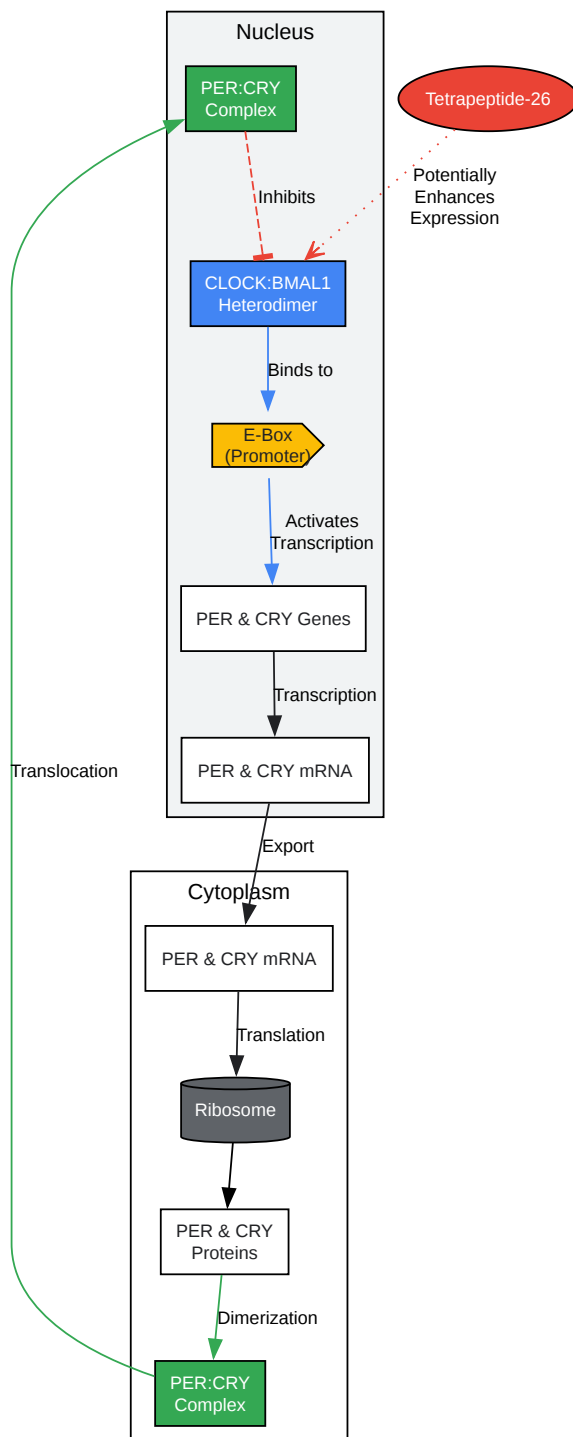 Nucleus
PER:CRY
Complex
Tetrapeptide-26
Potentially
Enhances
Expression
Inhibits
CLOCK:BMAL1
Heterodimer
Binds to
E-Box
(Promoter)
Activates
Transcription
PER & CRY Genes
Transcription
PER & CRY mRNA
Translocation
Export
Cytoplasm
PER & CRY mRNA
Translation
Ribosome
PER & CRY
Proteins
Dimerization
PER:CRY
Complex